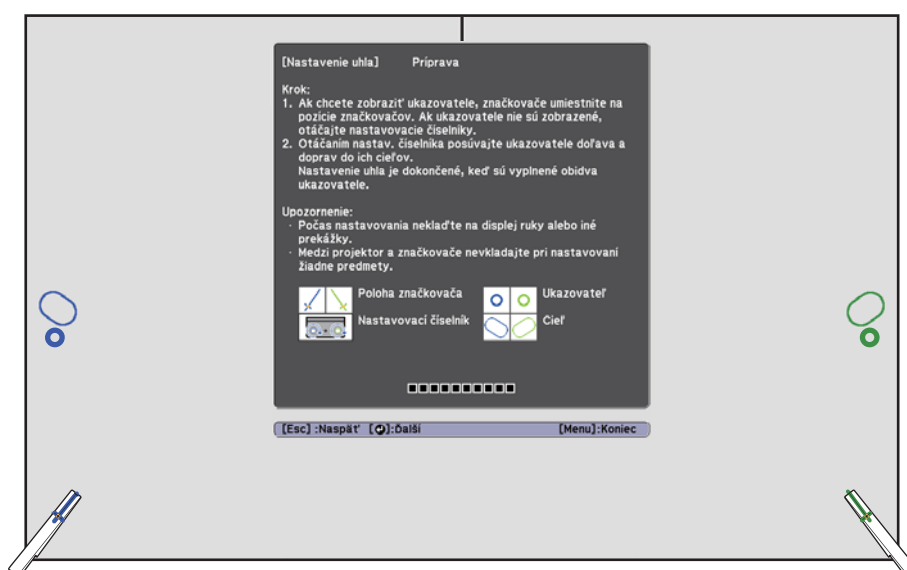 [Nastavenie uhla] Príprava
Krok:
1. Ak chcete zobraziť ukazovatele, značkovače umiestnite na
pozície značkovačov. Ak ukazovatele nie sú zobrazené,
otáčajte nastavovacie číselníky.
2. Otáčaním nastav. číselníka posúvajte ukazovatele doľava a
doprav do ich cieľov.
Nastavenie uhla je dokončené, keď sú vyplnené obidva
ukazovatele.
Upozornenie:
· Počas nastavovania neklaďte na displej ruky alebo iné
prekážky.
· Medzi projektor a značkovače nevkladajte pri nastavovaní
žiadne predmety.
Poloha značkovača
Ukazovateľ
Nastavovací číselník
Cieľ
[Esc] :Naspäť [⏎]:Ďalší [Menu]:Koniec